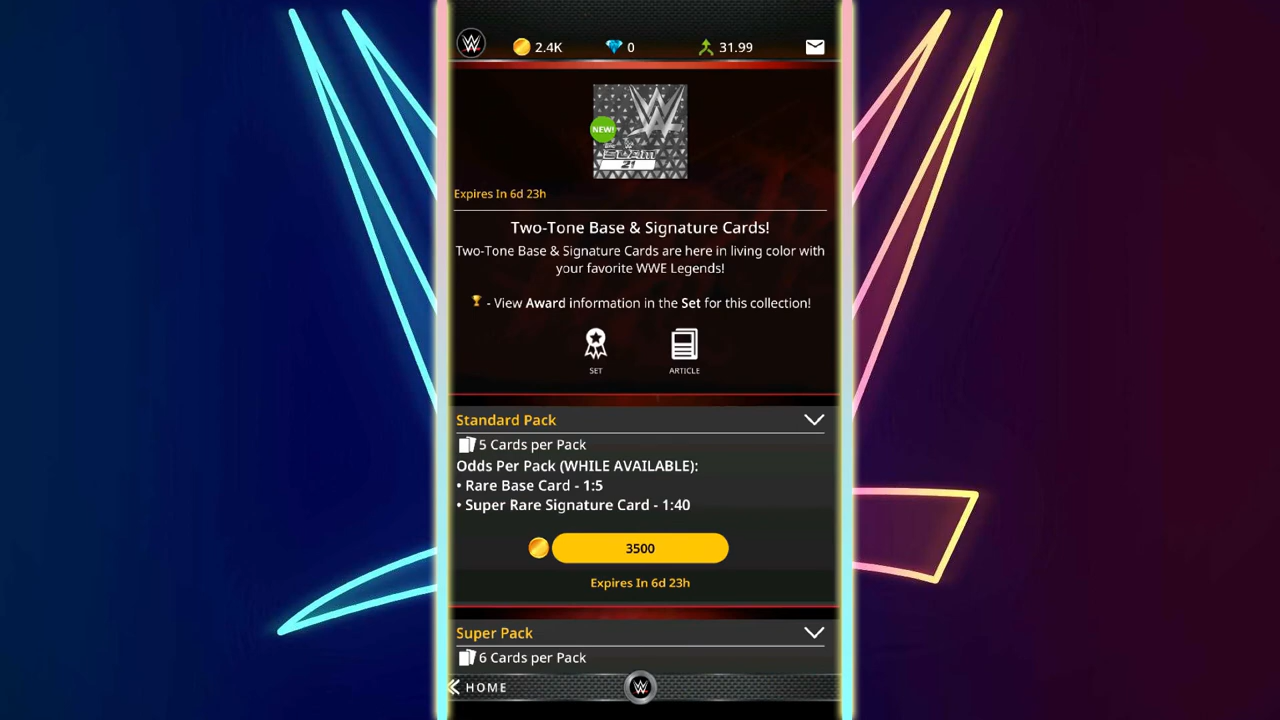 2.4K 0 31.99
NEW!
SLAM
21
Expires In 6d 23h
Two-Tone Base & Signature Cards!
Two-Tone Base & Signature Cards are here in living color with
your favorite WWE Legends!
- View Award information in the Set for this collection!
SET ARTICLE
Standard Pack
5 Cards per Pack
Odds Per Pack (WHILE AVAILABLE):
• Rare Base Card - 1:5
• Super Rare Signature Card - 1:40
3500
Expires In 6d 23h
Super Pack
6 Cards per Pack
HOME